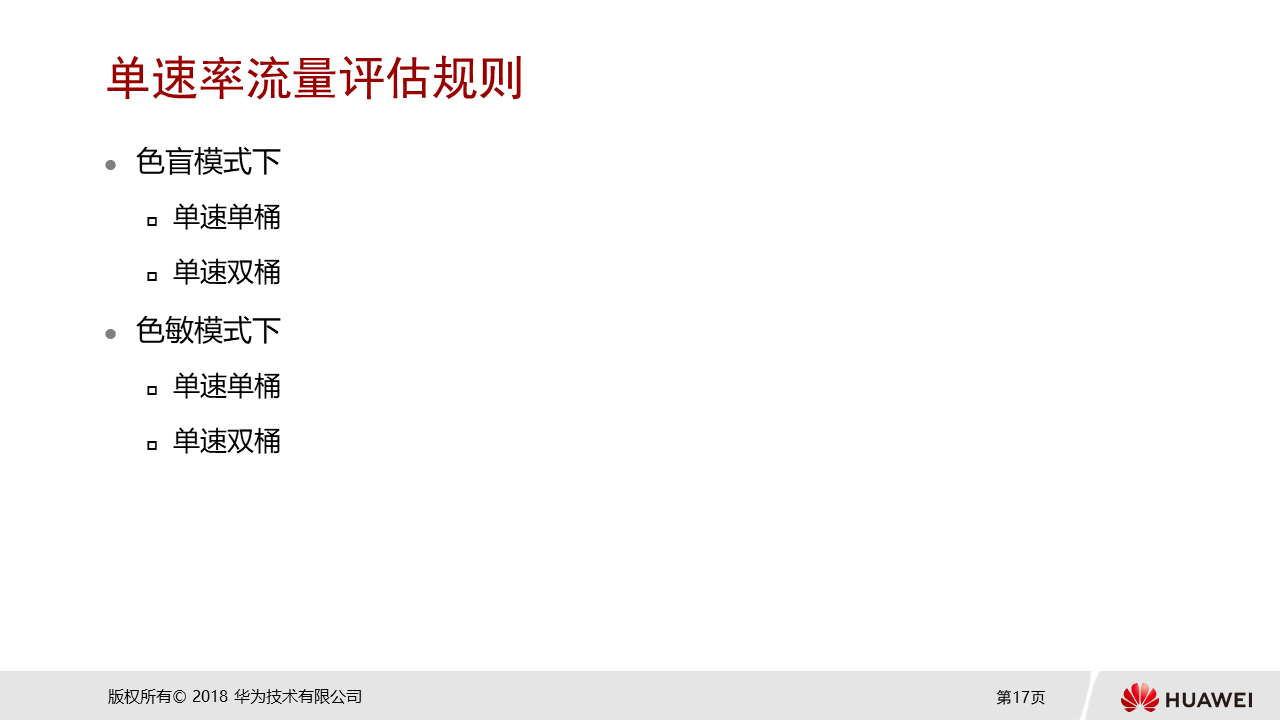 单速率流量评估规则
色盲模式下
单速单桶
单速双桶
色敏模式下
单速单桶
单速双桶
版权所有© 2018 华为技术有限公司
第17页
HUAWEI